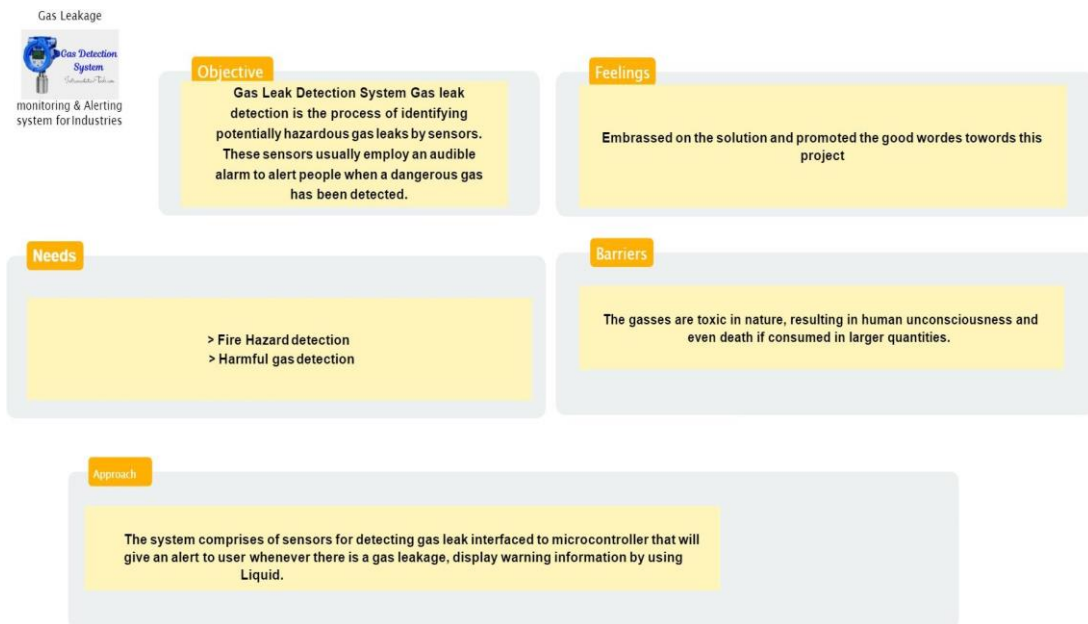 Gas Leakage
Gas Detection
System
monitoring & Alerting
system for Industries
Objective
Gas Leak Detection System Gas leak
detection is the process of identifying
potentially hazardous gas leaks by sensors.
These sensors usually employ an audible
alarm to alert people when a dangerous gas
has been detected.
Feelings
Embrassed on the solution and promoted the good wordes towords this
project
Needs
> Fire Hazard detection
> Harmful gas detection
Barriers
The gasses are toxic in nature, resulting in human unconsciousness and
even death if consumed in larger quantities.
Approach
The system comprises of sensors for detecting gas leak interfaced to microcontroller that will
give an alert to user whenever there is a gas leakage, display warning information by using
Liquid.